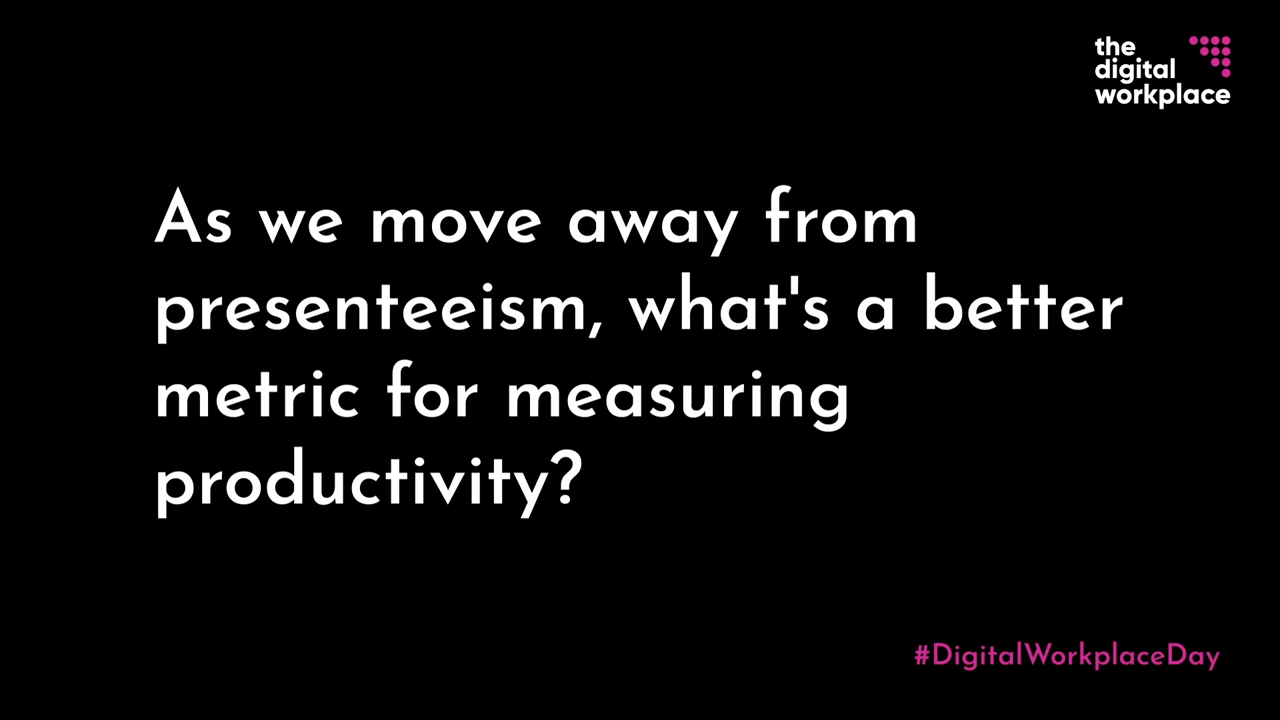 the
digital
workplace
As we move away from
presenteeism, what's a better
metric for measuring
productivity?
#DigitalWorkplaceDay